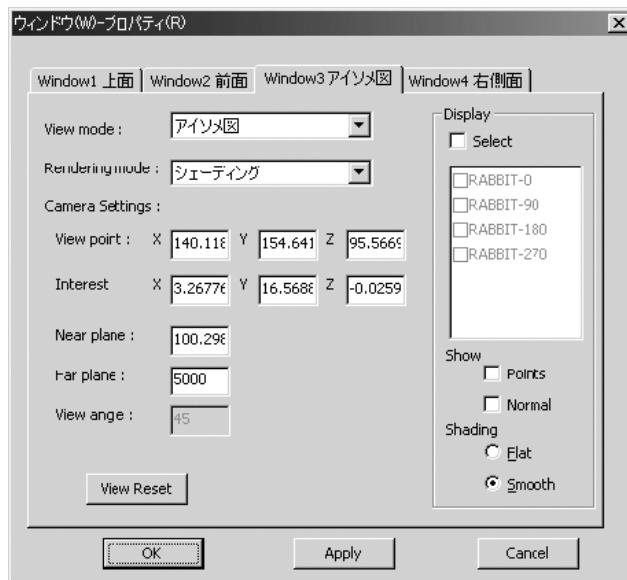 ウィンドウ(W)-プロパティ(R)
Window1 上面 Window2 前面 Window3 アイソメ図 Window4 右側面
View mode : アイソメ図
Rendering mode : シェーディング
Camera Settings :
View point : X 140.118 Y 154.641 Z 95.5669
Interest X 3.26776 Y 16.5688 Z -0.0259
Near plane : 100.298
Far plane : 5000
View angle : 45
View Reset
Display
Select
RABBIT-0
RABBIT-90
RABBIT-180
RABBIT-270
Show
Points
Normal
Shading
Flat
Smooth
OK Apply Cancel